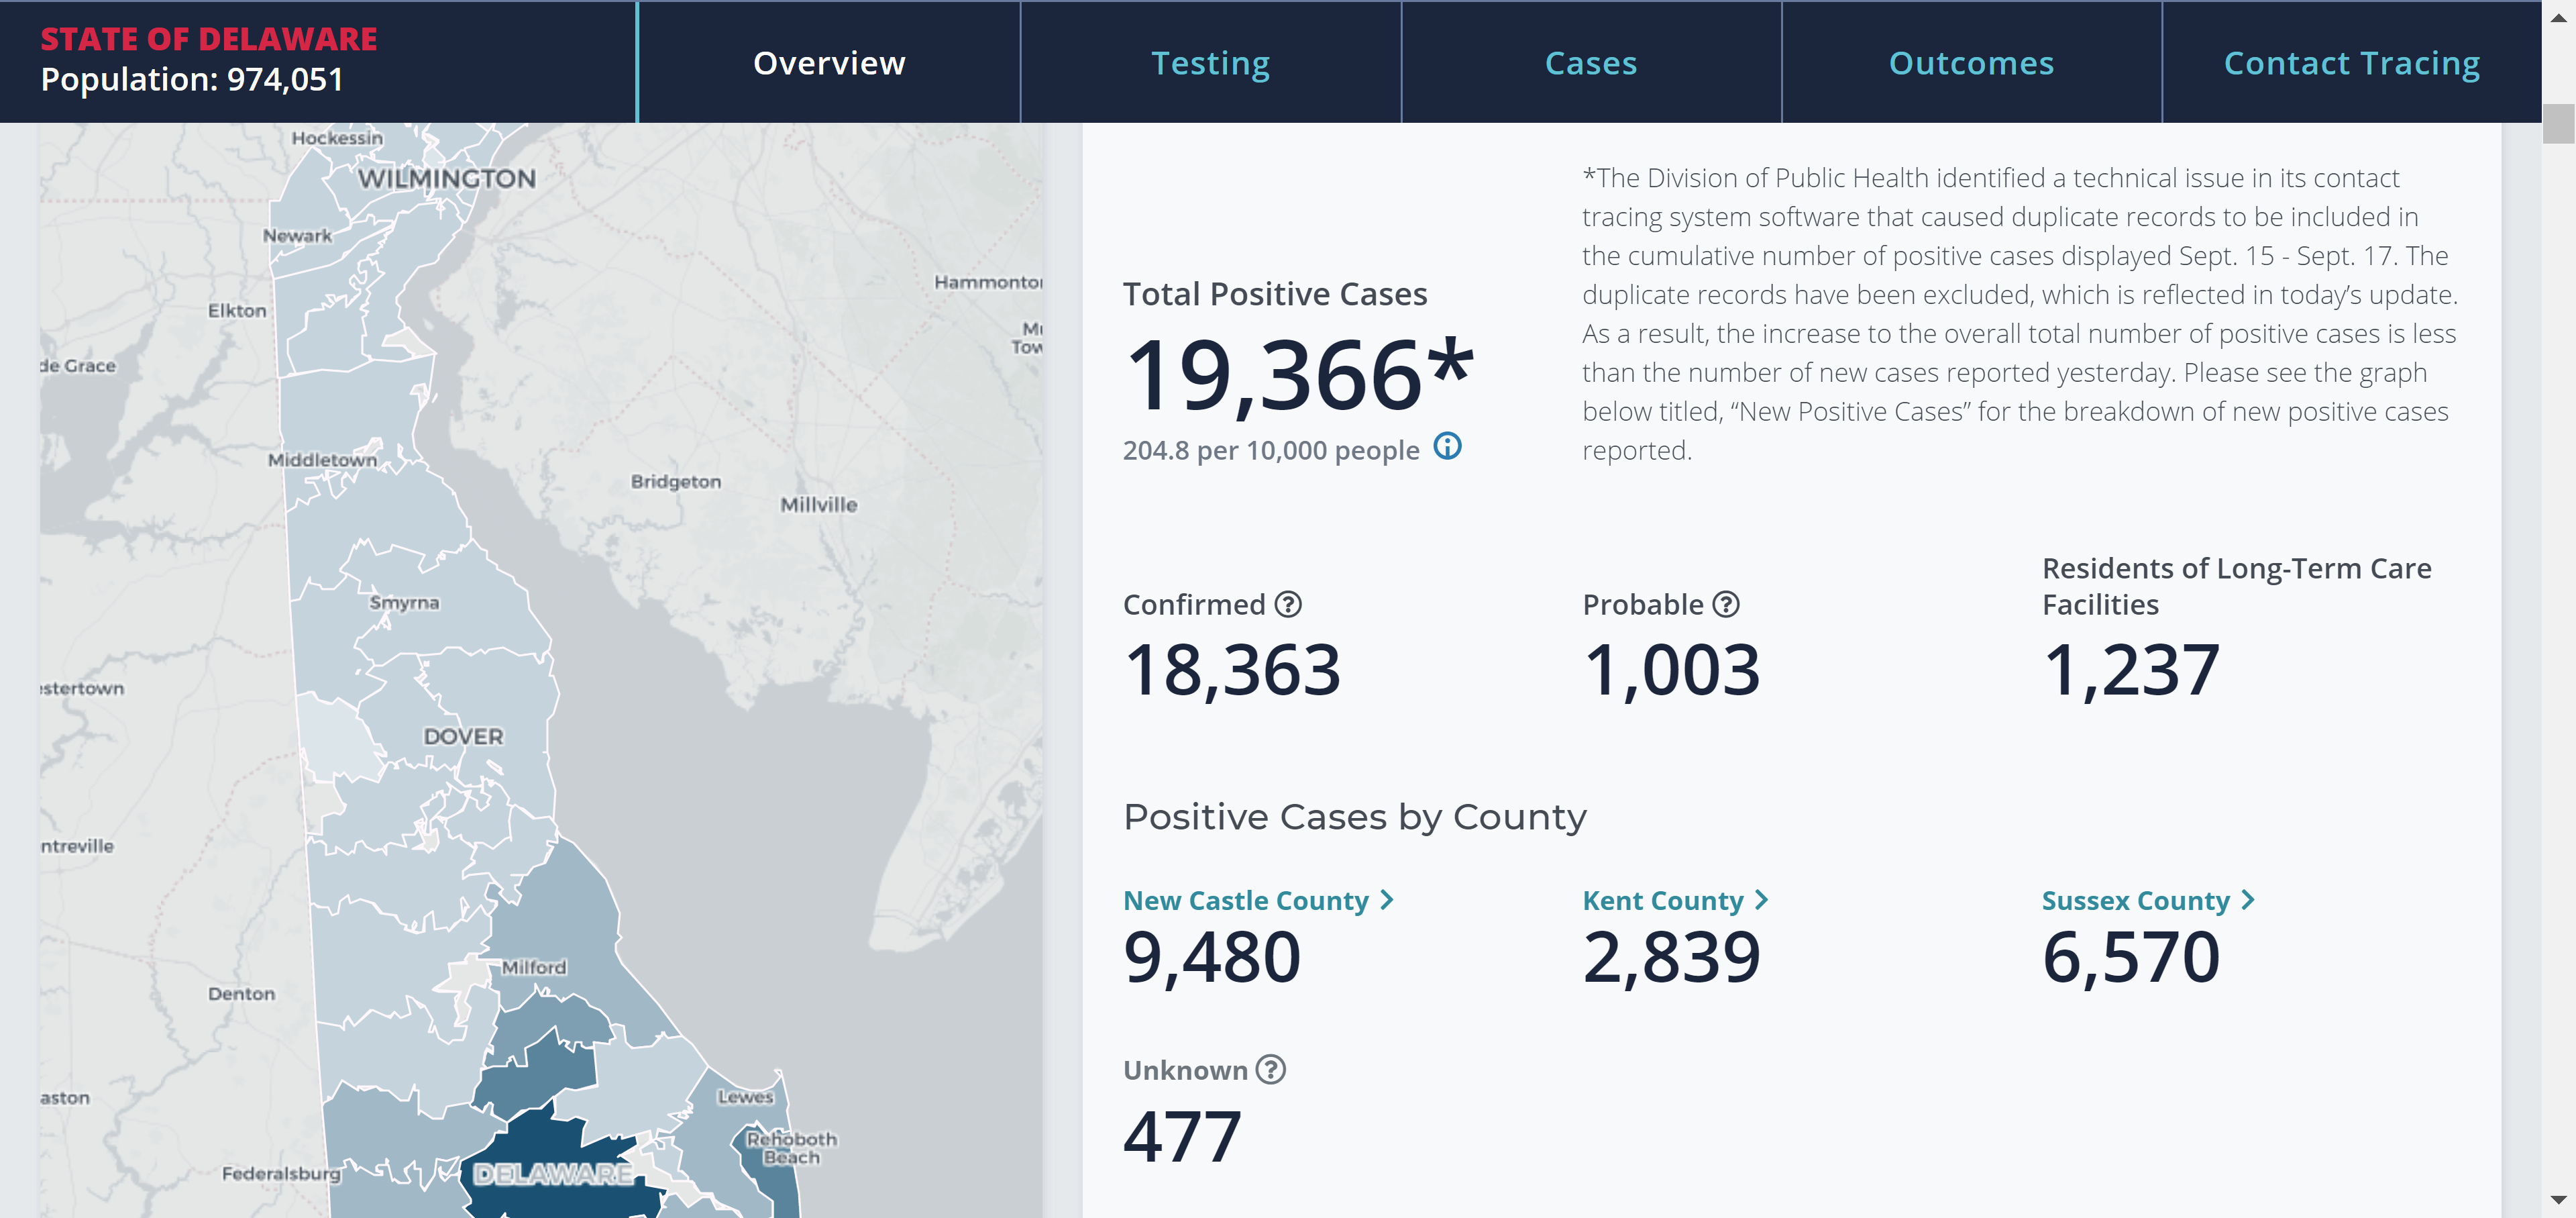 STATE OF DELAWARE
Population: 974,051
Overview
Testing
Cases
Outcomes
Contact Tracing
Hockessin
WILMINGTON
Newark
Hammonto
Elkton
Mu
Tow
de Grace
Middletown
Bridgeton
Millville
Smyrna
estertown
DOVER
ntreville
Milford
Denton
Lewes
aston
Rehoboth
Beach
Federalsburg
DELAWARE
Total Positive Cases
19,366*
204.8 per 10,000 people
*The Division of Public Health identified a technical issue in its contact
tracing system software that caused duplicate records to be included in
the cumulative number of positive cases displayed Sept. 15 - Sept. 17. The
duplicate records have been excluded, which is reflected in today’s update.
As a result, the increase to the overall total number of positive cases is less
than the number of new cases reported yesterday. Please see the graph
below titled, “New Positive Cases” for the breakdown of new positive cases
reported.
Confirmed ?
18,363
Probable ?
1,003
Residents of Long-Term Care
Facilities
1,237
Positive Cases by County
New Castle County
9,480
Kent County
2,839
Sussex County
6,570
Unknown ?
477